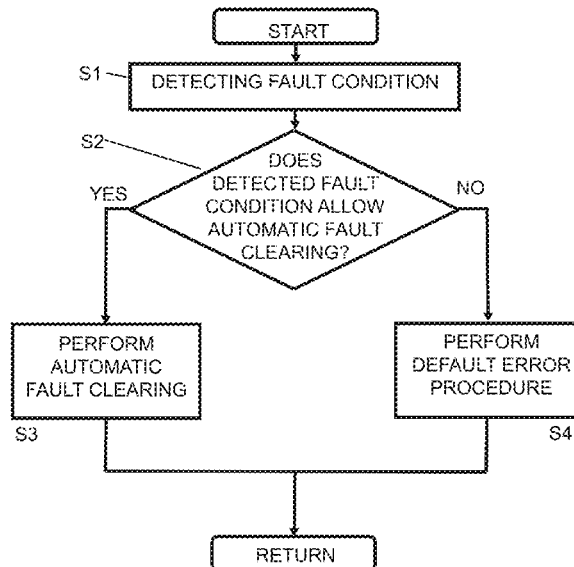 START
S1
DETECTING FAULT CONDITION
S2
DOES
DETECTED FAULT
CONDITION ALLOW
AUTOMATIC FAULT
CLEARING?
YES
NO
PERFORM
AUTOMATIC
FAULT CLEARING
S3
PERFORM
DEFAULT ERROR
PROCEDURE
S4
RETURN